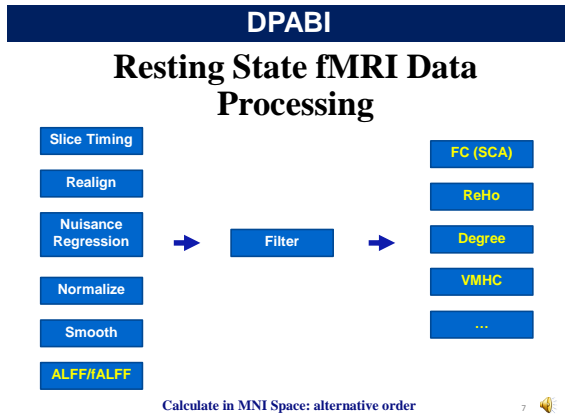 DPABI
Resting State fMRI Data
Processing
Slice Timing
Realign
Nuisance
Regression
Normalize
Smooth
ALFF/fALFF
Filter
FC (SCA)
ReHo
Degree
VMHC
…
Calculate in MNI Space: alternative order
7